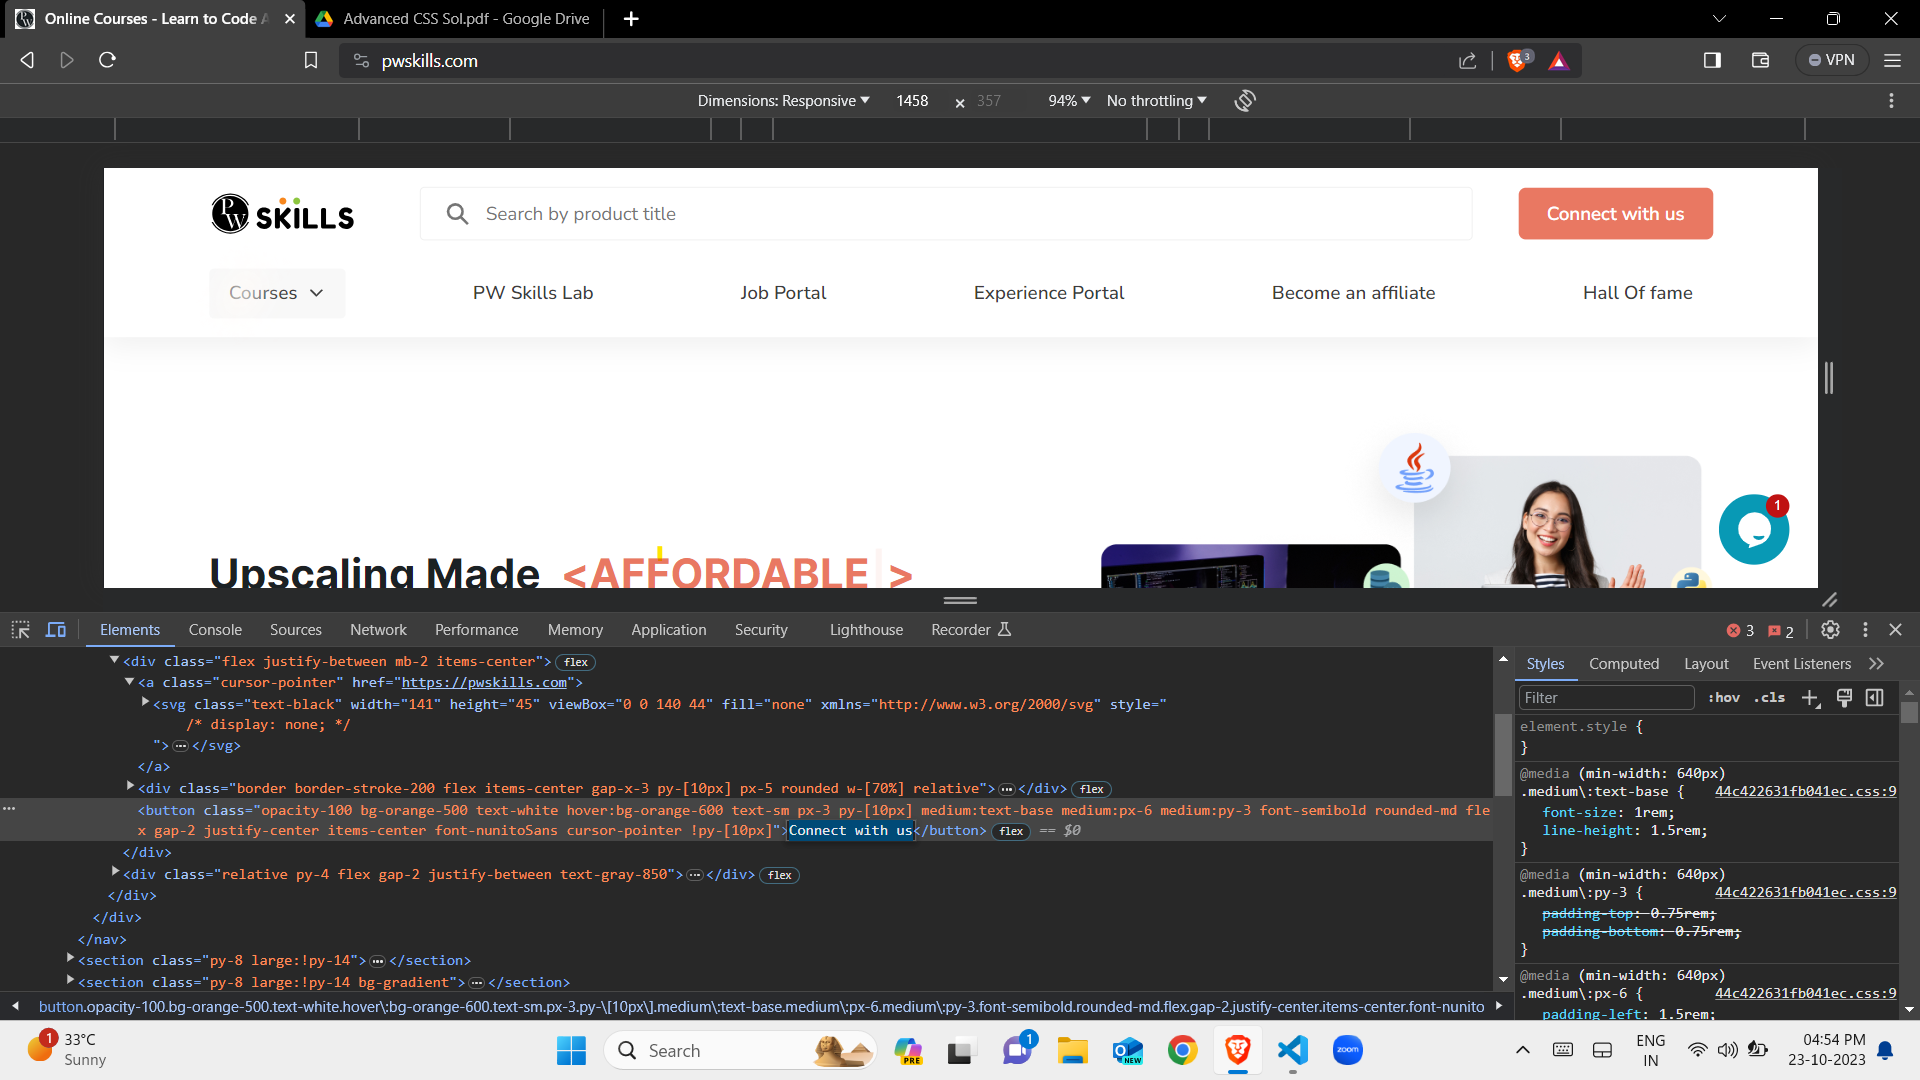 Online Courses - Learn to Code A
Advanced CSS Sol.pdf - Google Drive
pwskills.com
3
VPN
Dimensions: Responsive
1458
×
357
94%
No throttling
PW
SKILLS
Search by product title
Connect with us
Courses
PW Skills Lab
Job Portal
Experience Portal
Become an affiliate
Hall Of fame
1
Upscaling Made <AFFORDABLE >
Elements
Console
Sources
Network
Performance
Memory
Application
Security
Lighthouse
Recorder
3
2
<div class="flex justify-between mb-2 items-center"> flex
<a class="cursor-pointer" href="https://pwskills.com">
<svg class="text-black" width="141" height="45" viewBox="0 0 140 44" fill="none" xmlns="http://www.w3.org/2000/svg" style="
/* display: none; */
">…</svg>
</a>
<div class="border border-stroke-200 flex items-center gap-x-3 py-[10px] px-5 rounded w-[70%] relative">…</div> flex
…
<button class="opacity-100 bg-orange-500 text-white hover:bg-orange-600 text-sm px-3 py-[10px] medium:text-base medium:px-6 medium:py-3 font-semibold rounded-md fle
x gap-2 justify-center items-center font-nunitoSans cursor-pointer !py-[10px]">Connect with us</button> flex == $0
</div>
<div class="relative py-4 flex gap-2 justify-between text-gray-850">…</div> flex
</div>
</div>
</nav>
<section class="py-8 large:!py-14">…</section>
<section class="py-8 large:!py-14 bg-gradient">…</section>
button.opacity-100.bg-orange-500.text-white.hover\:bg-orange-600.text-sm.px-3.py-\[10px\].medium\:text-base.medium\:px-6.medium\:py-3.font-semibold.rounded-md.flex.gap-2.justify-center.items-center.font-nunito
Styles
Computed
Layout
Event Listeners
Filter
:hov
.cls
element.style {
}
@media (min-width: 640px)
.medium\:text-base {
44c422631fb041ec.css:9
font-size: 1rem;
line-height: 1.5rem;
}
@media (min-width: 640px)
.medium\:py-3 {
44c422631fb041ec.css:9
padding-top: 0.75rem;
padding-bottom: 0.75rem;
}
@media (min-width: 640px)
.medium\:px-6 {
44c422631fb041ec.css:9
padding-left: 1.5rem;
1
33°C
Sunny
Search
PRE
1
NEW
zoom
ENG
IN
04:54 PM
23-10-2023